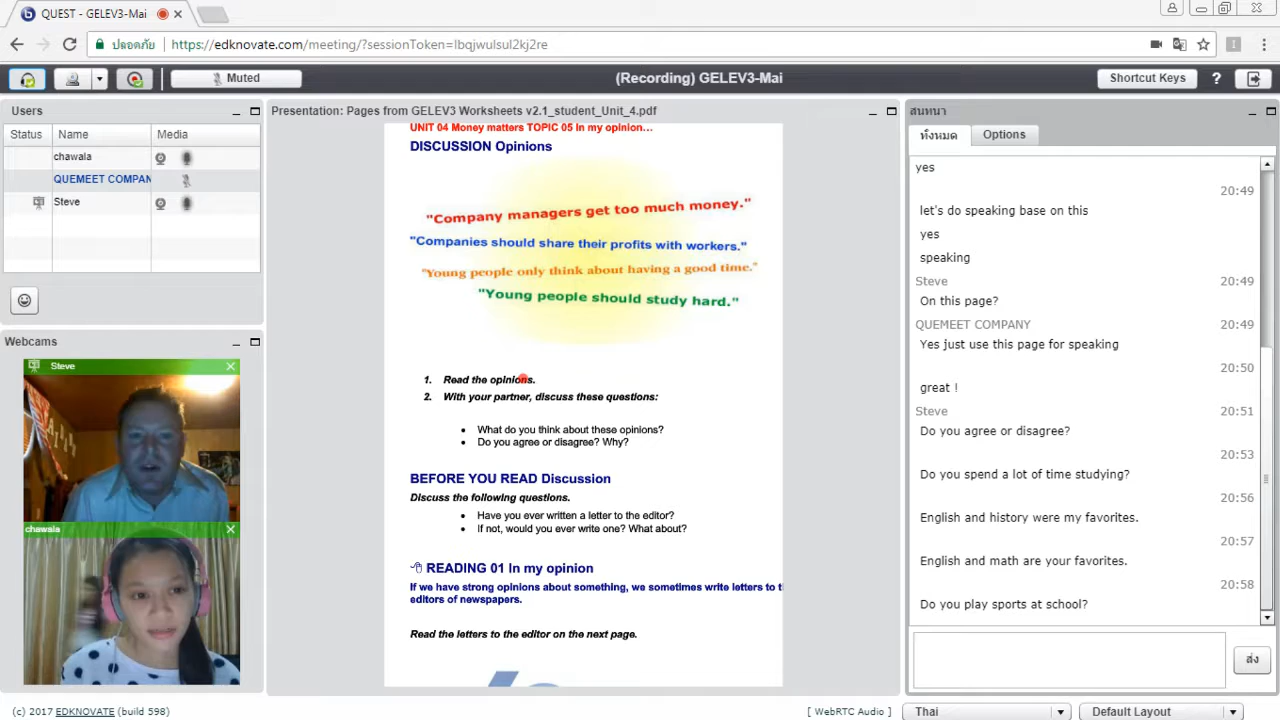 QUEST - GELEV3-Mai
ปลอดภัย
https://edknovate.com/meeting/?sessionToken=lbqjwulsul2kj2re
Muted
(Recording) GELEV3-Mai
Shortcut Keys
?
Users
Status Name Media
chawala
QUEMEET COMPAN
Steve
Webcams
Steve
chawala
Presentation: Pages from GELEV3 Worksheets v2.1_student_Unit_4.pdf
UNIT 04 Money matters TOPIC 05 In my opinion…
DISCUSSION Opinions
"Company managers get too much money."
"Companies should share their profits with workers."
"Young people only think about having a good time."
"Young people should study hard."
1. Read the opinions.
2. With your partner, discuss these questions:
• What do you think about these opinions?
• Do you agree or disagree? Why?
BEFORE YOU READ Discussion
Discuss the following questions.
• Have you ever written a letter to the editor?
• If not, would you ever write one? What about?
READING 01 In my opinion
If we have strong opinions about something, we sometimes write letters to t
editors of newspapers.
Read the letters to the editor on the next page.
สนทนา
ทั้งหมด Options
yes
20:49
let's do speaking base on this
yes
speaking
Steve 20:49
On this page?
QUEMEET COMPANY 20:49
Yes just use this page for speaking
20:50
great !
Steve 20:51
Do you agree or disagree?
20:53
Do you spend a lot of time studying?
20:56
English and history were my favorites.
20:57
English and math are your favorites.
20:58
Do you play sports at school?
ส่ง
(c) 2017 EDKNOVATE (build 598)
[ WebRTC Audio ]
Thai
Default Layout